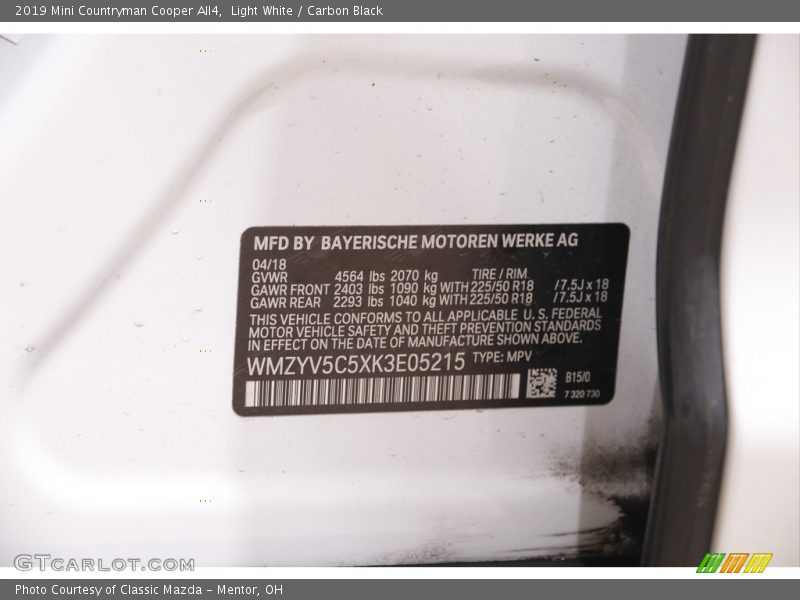 2019 Mini Countryman Cooper All4, Light White / Carbon Black
MFD BY BAYERISCHE MOTOREN WERKE AG
04/18
GVWR 4564 lbs 2070 kg TIRE / RIM
GAWR FRONT 2403 lbs 1090 kg WITH 225/50 R18 /7.5J x 18
GAWR REAR 2293 lbs 1040 kg WITH 225/50 R18 /7.5J x 18
THIS VEHICLE CONFORMS TO ALL APPLICABLE U. S. FEDERAL
MOTOR VEHICLE SAFETY AND THEFT PREVENTION STANDARDS
IN EFFECT ON THE DATE OF MANUFACTURE SHOWN ABOVE.
WMZYV5C5XK3E05215 TYPE: MPV
B15/0
7 320 730
GTCARLOT.COM
Photo Courtesy of Classic Mazda - Mentor, OH